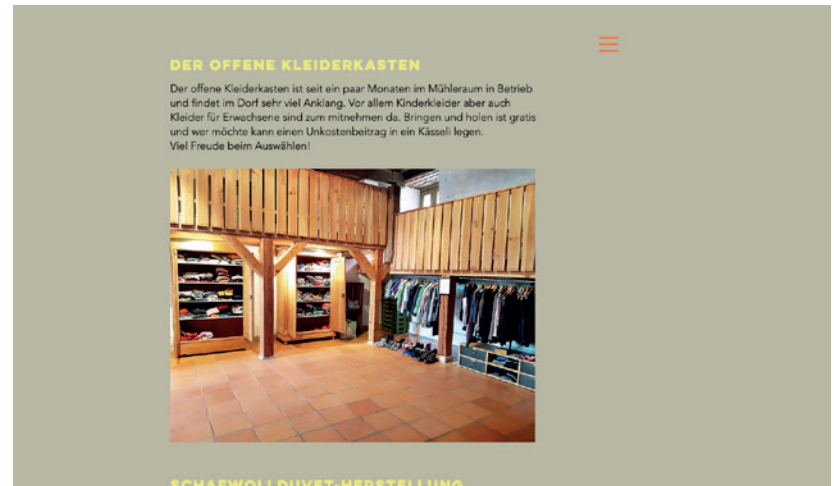 DER OFFENE KLEIDERKASTEN
Der offene Kleiderkasten ist seit ein paar Monaten im Mühleraum in Betrieb
und findet im Dorf sehr viel Anklang. Vor allem Kinderkleider aber auch
Kleider für Erwachsene sind zum mitnehmen da. Bringen und holen ist gratis
und wer möchte kann einen Unkostenbeitrag in ein Kässeli legen.
Viel Freude beim Auswählen!
SCHAFWOLLDUVET-HERSTELLUNG